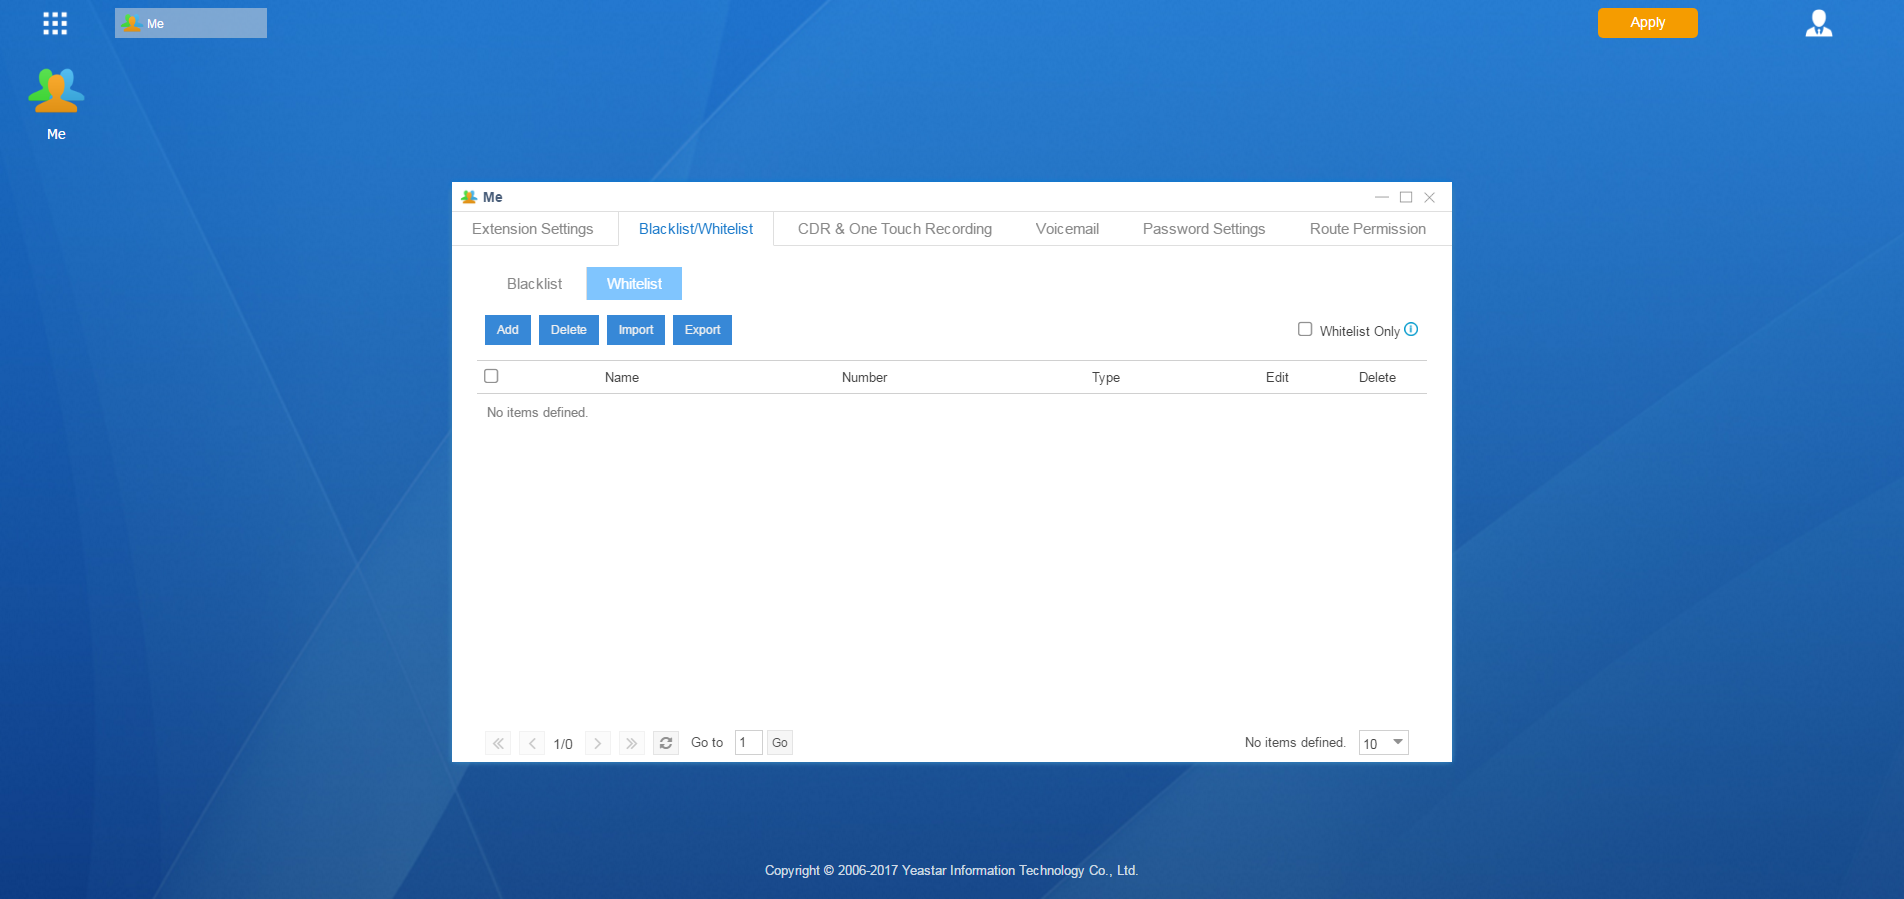 Me
Apply
Me
Me
Extension Settings
Blacklist/Whitelist
CDR & One Touch Recording
Voicemail
Password Settings
Route Permission
Blacklist
Whitelist
Add
Delete
Import
Export
Whitelist Only
Name
Number
Type
Edit
Delete
No items defined.
1/0
Go to
1
Go
No items defined.
10
Copyright © 2006-2017 Yeastar Information Technology Co., Ltd.